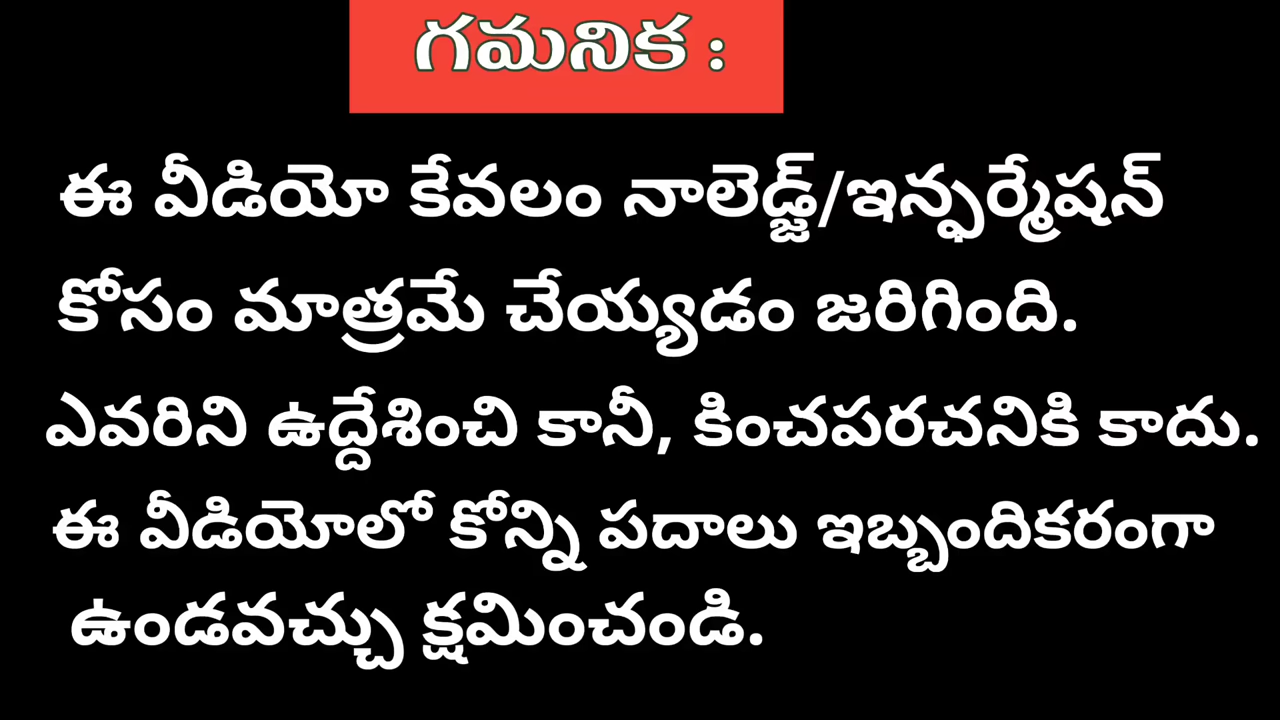 గమనిక :
ఈ వీడియో కేవలం నాలెడ్జ్/ఇన్ఫర్మేషన్
కోసం మాత్రమే చేయ్యడం జరిగింది.
ఎవరిని ఉద్దేశించి కానీ, కించపరచనికి కాదు.
ఈ వీడియోలో కోన్ని పదాలు ఇబ్బందికరంగా
ఉండవచ్చు క్షమించండి.